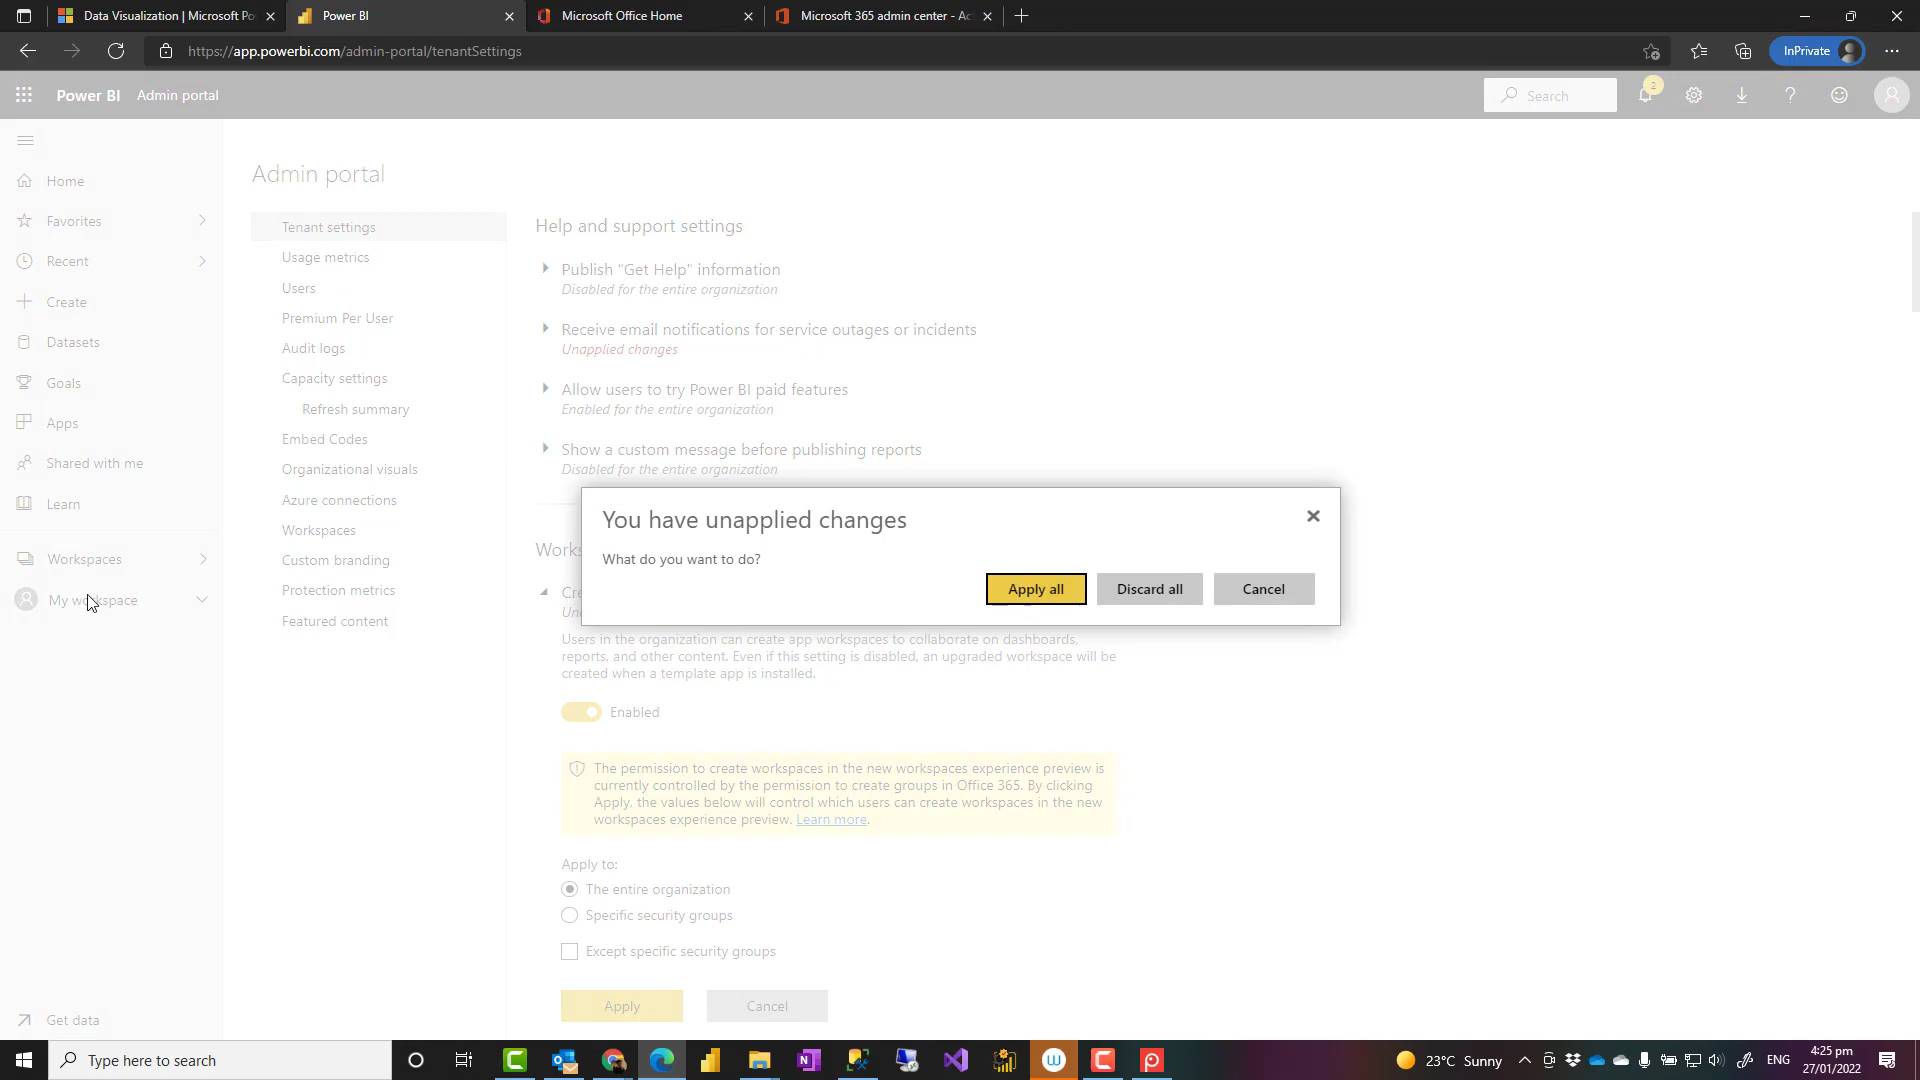 Data Visualization | Microsoft Po
Power BI
Microsoft Office Home
Microsoft 365 admin center - Ac
https://app.powerbi.com/admin-portal/tenantSettings
InPrivate
Power BI
Admin portal
Search
2
Home
Favorites
Recent
Create
Datasets
Goals
Apps
Shared with me
Learn
Workspaces
My workspace
Get data
Admin portal
Tenant settings
Usage metrics
Users
Premium Per User
Audit logs
Capacity settings
Refresh summary
Embed Codes
Organizational visuals
Azure connections
Workspaces
Custom branding
Protection metrics
Featured content
Help and support settings
Publish "Get Help" information
Disabled for the entire organization
Receive email notifications for service outages or incidents
Unapplied changes
Allow users to try Power BI paid features
Enabled for the entire organization
Show a custom message before publishing reports
Disabled for the entire organization
You have unapplied changes
What do you want to do?
Apply all
Discard all
Cancel
Users in the organization can create app workspaces to collaborate on dashboards,
reports, and other content. Even if this setting is disabled, an upgraded workspace will be
created when a template app is installed.
Enabled
The permission to create workspaces in the new workspaces experience preview is
currently controlled by the permission to create groups in Office 365. By clicking
Apply, the values below will control which users can create workspaces in the new
workspaces experience preview. Learn more.
Apply to:
The entire organization
Specific security groups
Except specific security groups
Apply
Cancel
Type here to search
23°C Sunny
ENG
4:25 pm
27/01/2022